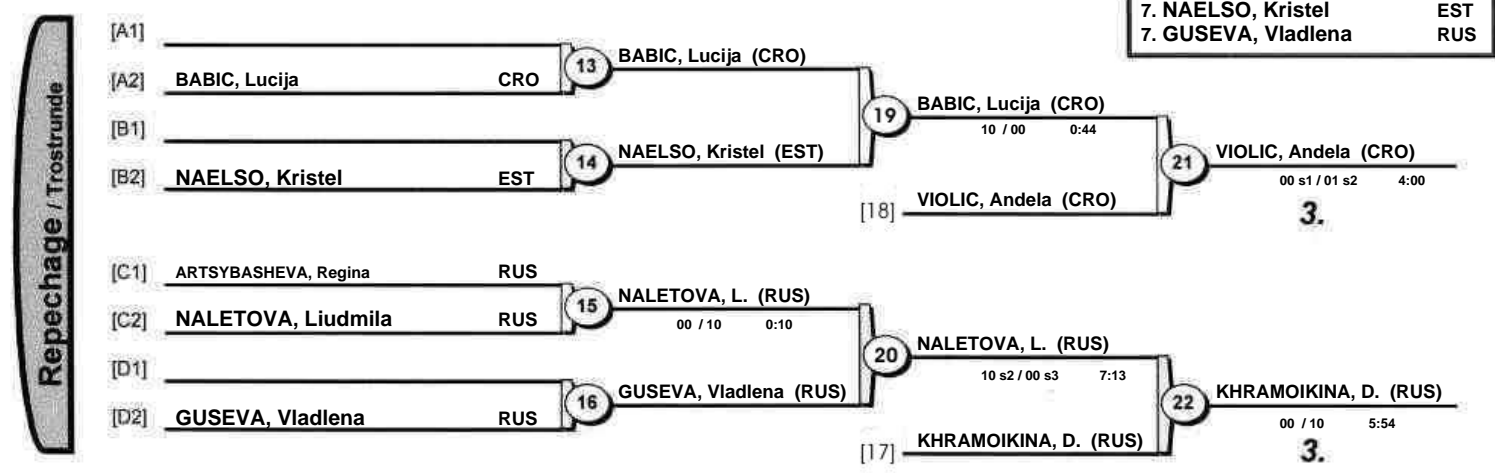 7. NAELSO, Kristel EST
7. GUSEVA, Vladlena RUS
Repechage / Trostrunde
[A1]
[A2] BABIC, Lucija CRO
13 BABIC, Lucija (CRO)
[B1]
[B2] NAELSO, Kristel EST
14 NAELSO, Kristel (EST)
19 BABIC, Lucija (CRO)
10 / 00 0:44
[18] VIOLIC, Andela (CRO)
21 VIOLIC, Andela (CRO)
00 s1 / 01 s2 4:00
3.
[C1] ARTSYBASHEVA, Regina RUS
[C2] NALETOVA, Liudmila RUS
15 NALETOVA, L. (RUS)
00 / 10 0:10
[D1]
[D2] GUSEVA, Vladlena RUS
16 GUSEVA, Vladlena (RUS)
20 NALETOVA, L. (RUS)
10 s2 / 00 s3 7:13
[17] KHRAMOIKINA, D. (RUS)
22 KHRAMOIKINA, D. (RUS)
00 / 10 5:54
3.